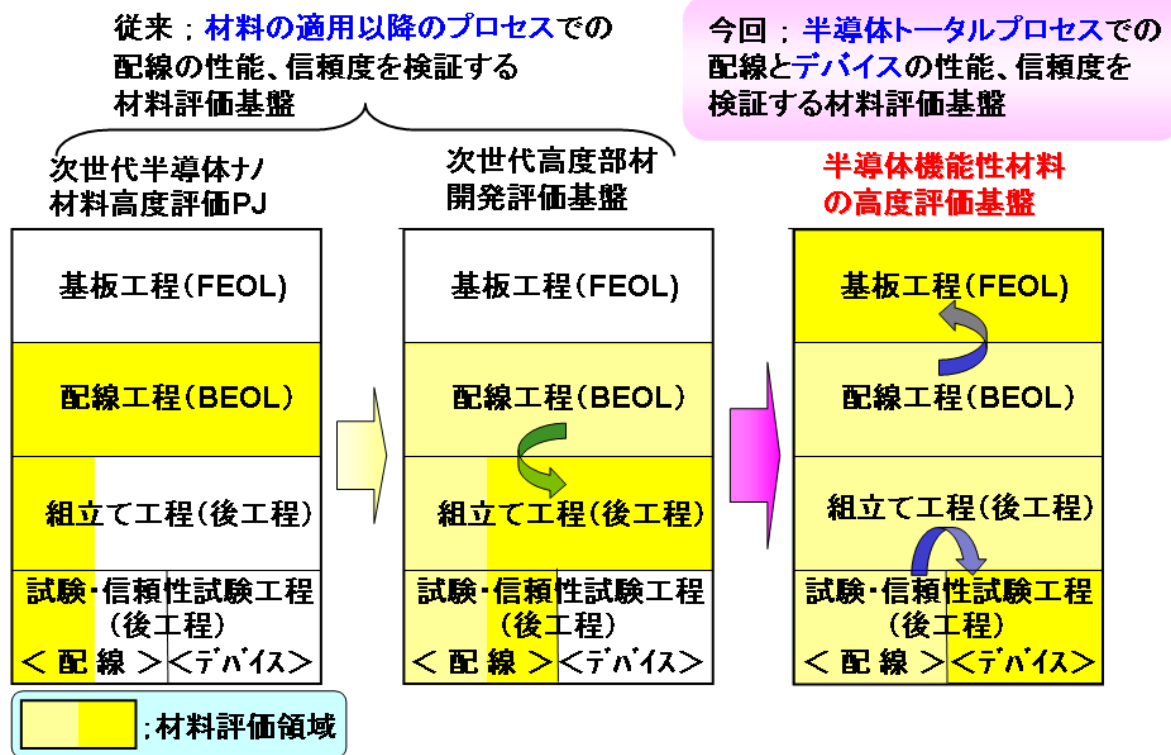 従来；材料の適用以降のプロセスでの
配線の性能、信頼度を検証する
材料評価基盤
今回；半導体トータルプロセスでの
配線とデバイスの性能、信頼度を
検証する材料評価基盤
次世代半導体ナノ
材料高度評価PJ
次世代高度部材
開発評価基盤
半導体機能性材料
の高度評価基盤
基板工程(FEOL)
配線工程(BEOL)
組立て工程(後工程)
試験・信頼性試験工程
(後工程)
＜配線＞＜デバイス＞
基板工程(FEOL)
配線工程(BEOL)
組立て工程(後工程)
試験・信頼性試験工程
(後工程)
＜配線＞＜デバイス＞
基板工程(FEOL)
配線工程(BEOL)
組立て工程(後工程)
試験・信頼性試験工程
(後工程)
＜配線＞＜デバイス＞
；材料評価領域